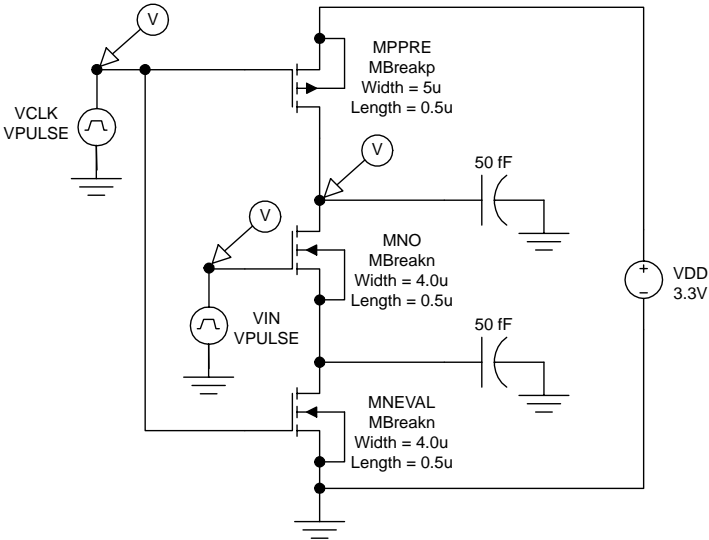 V
MPPRE
MBreakp
Width = 5u
Length = 0.5u
VCLK
VPULSE
V
50 fF
V
MNO
MBreakn
Width = 4.0u
Length = 0.5u
+
−
VDD
3.3V
VIN
VPULSE
50 fF
MNEVAL
MBreakn
Width = 4.0u
Length = 0.5u